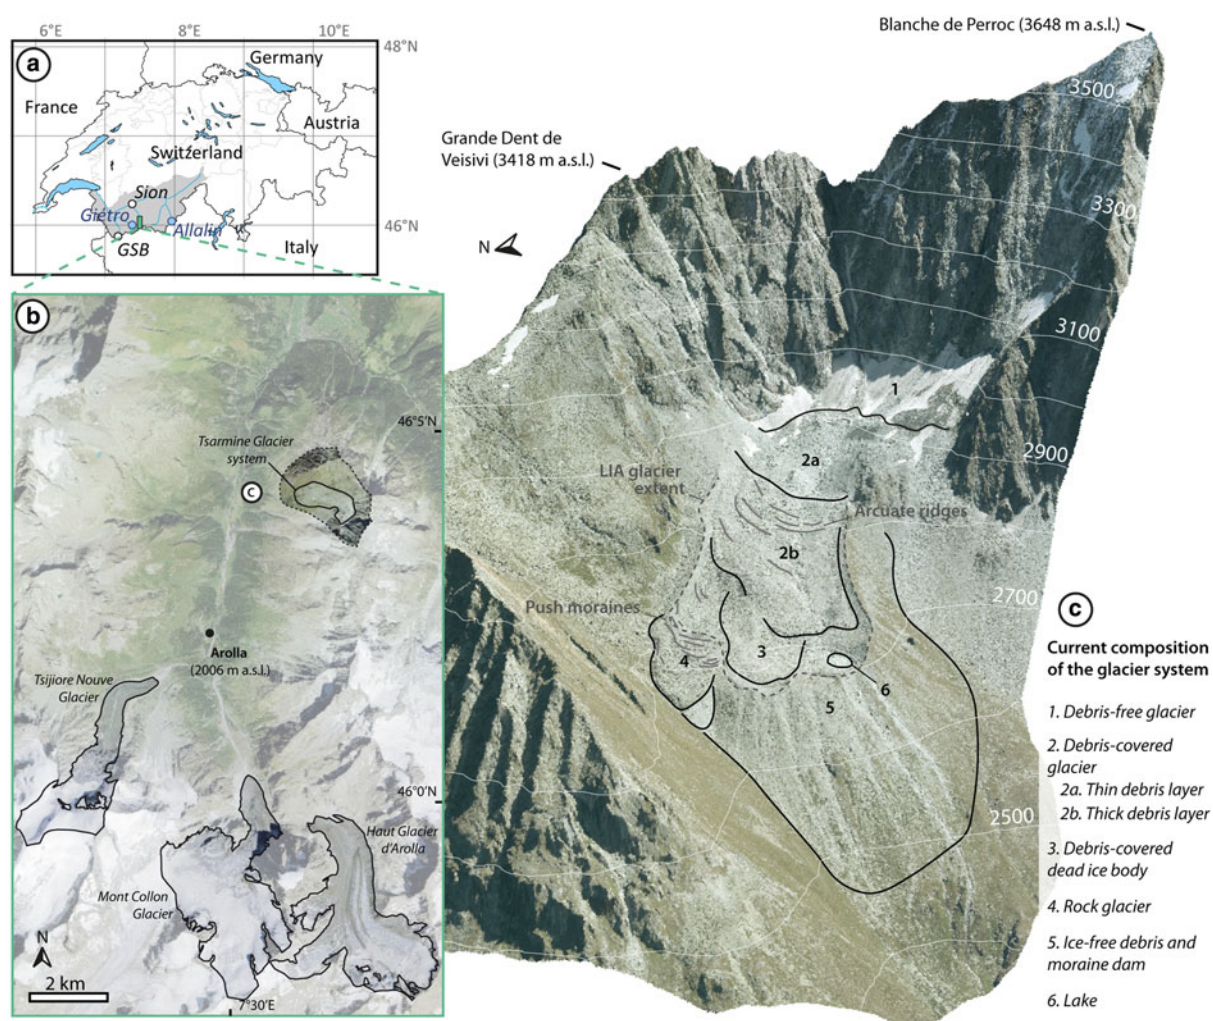 6°E
8°E
10°E
48°N
a
Germany
France
Austria
Switzerland
Sion
Giétro
Allalin
46°N
GSB
Italy
b
46°5'N
Tsarmine Glacier
system
C
Arolla
(2006 m a.s.l.)
Tsijiore Nouve
Glacier
46°0'N
Haut Glacier
d'Arolla
Mont Collon
Glacier
N
2 km
7°30'E
Blanche de Perroc (3648 m a.s.l.)
3500
Grande Dent de
Veisivi (3418 m a.s.l.)
3300
N
3100
1
2900
2a
LIA glacier
extent
Arcuate ridges
2b
2700
Push moraines
4
3
6
5
2500
c
Current composition
of the glacier system
1. Debris-free glacier
2. Debris-covered
glacier
2a. Thin debris layer
2b. Thick debris layer
3. Debris-covered
dead ice body
4. Rock glacier
5. Ice-free debris and
moraine dam
6. Lake